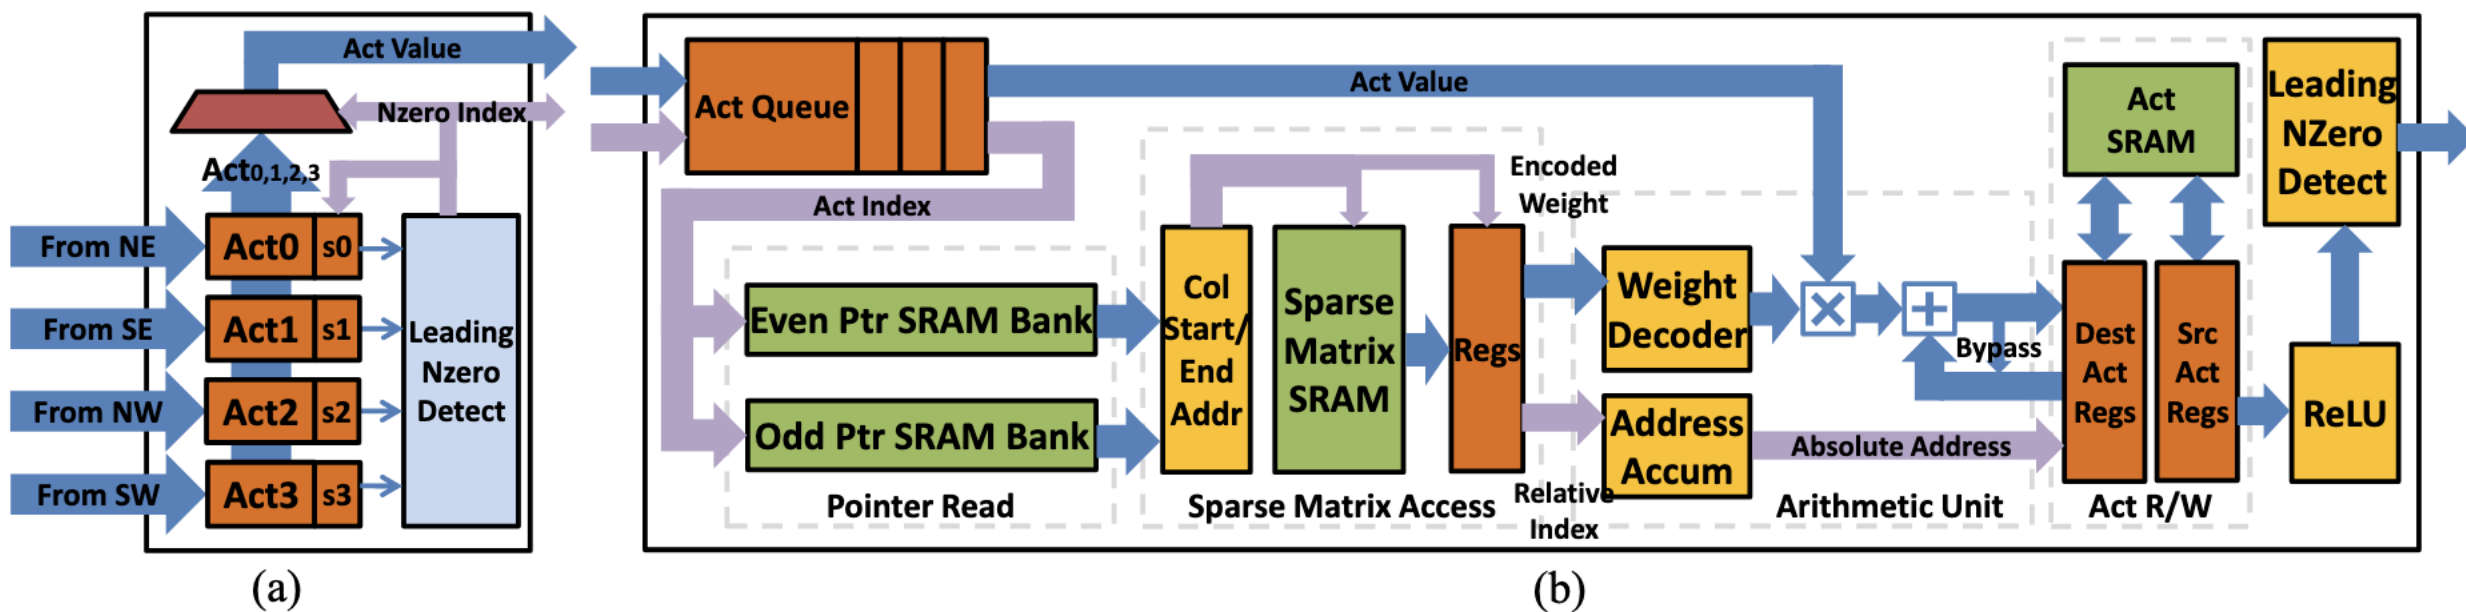 Act Value
Nzero Index
Act0,1,2,3
From NE
Act0
s0
From SE
Act1
s1
From NW
Act2
s2
From SW
Act3
s3
Leading
Nzero
Detect
(a)
Act Queue
Act Value
Act Index
Even Ptr SRAM Bank
Odd Ptr SRAM Bank
Pointer Read
Col
Start/
End
Addr
Sparse
Matrix
SRAM
Regs
Sparse Matrix Access
Encoded
Weight
Relative
Index
Weight
Decoder
Address
Accum
×
+
Bypass
Absolute Address
Arithmetic Unit
Act
SRAM
Dest
Act
Regs
Src
Act
Regs
Act R/W
Leading
NZero
Detect
ReLU
(b)